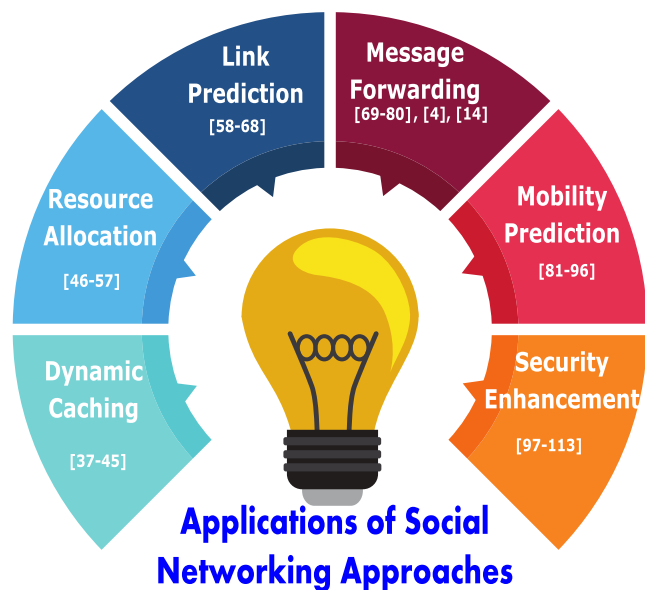 Link
Prediction
[58-68]
Message
Forwarding
[69-80], [4], [14]
Resource
Allocation
[46-57]
Mobility
Prediction
[81-96]
Dynamic
Caching
[37-45]
Security
Enhancement
[97-113]
Applications of Social
Networking Approaches